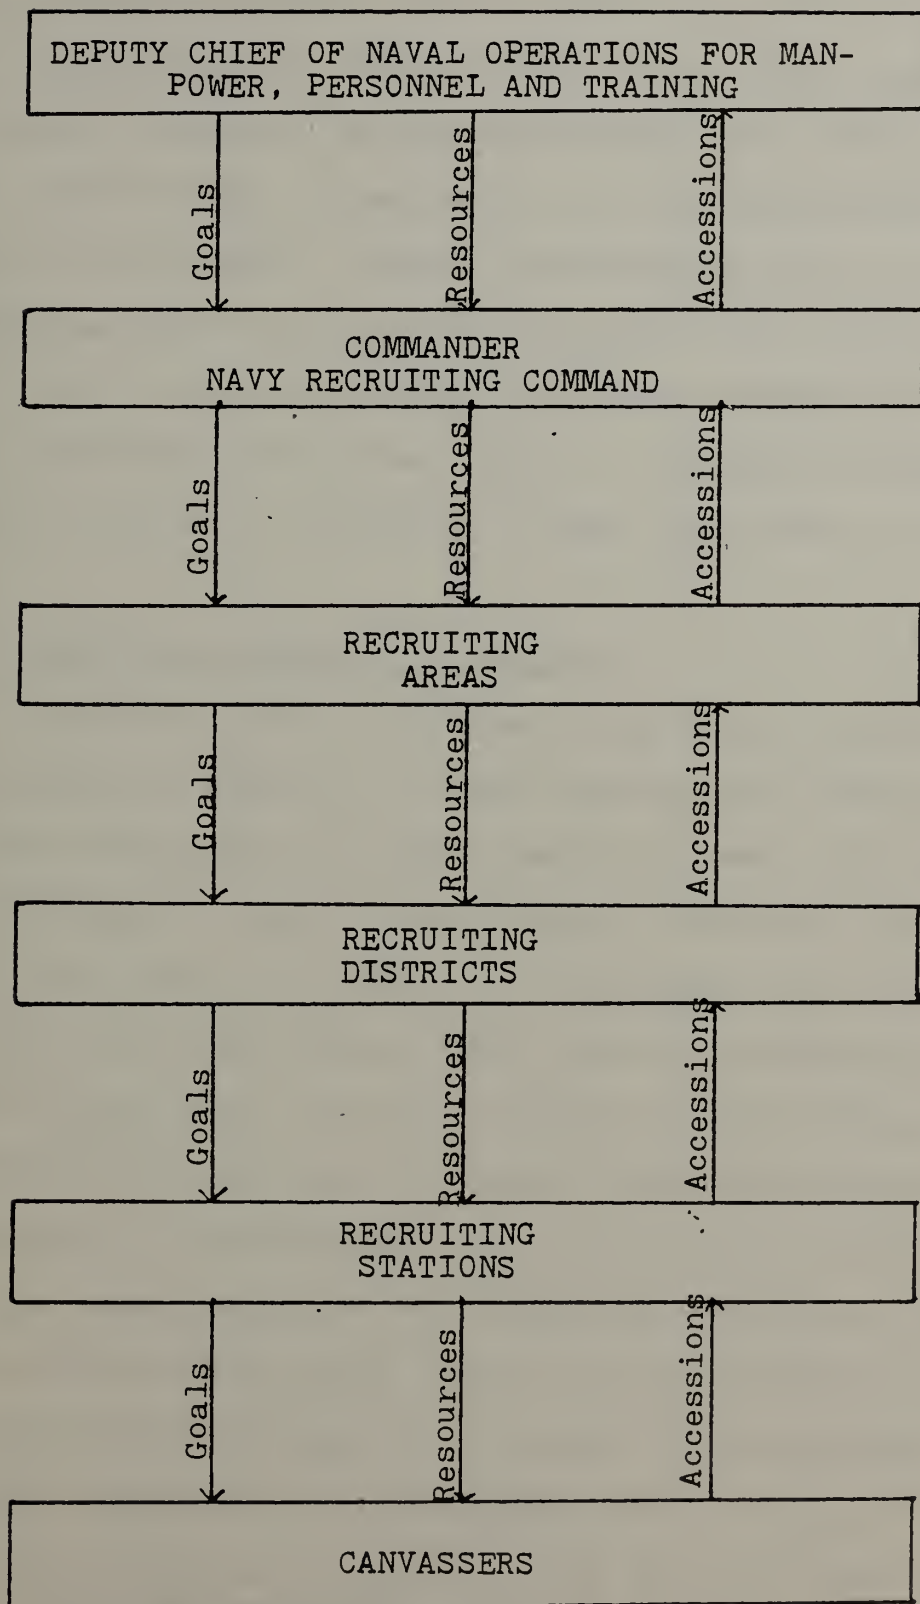 DEPUTY CHIEF OF NAVAL OPERATIONS FOR MAN-
POWER, PERSONNEL AND TRAINING
Goals
Resources
Accessions
COMMANDER
NAVY RECRUITING COMMAND
Goals
Resources
Accessions
RECRUITING
AREAS
Goals
Resources
Accessions
RECRUITING
DISTRICTS
Goals
Resources
Accessions
RECRUITING
STATIONS
Goals
Resources
Accessions
CANVASSERS